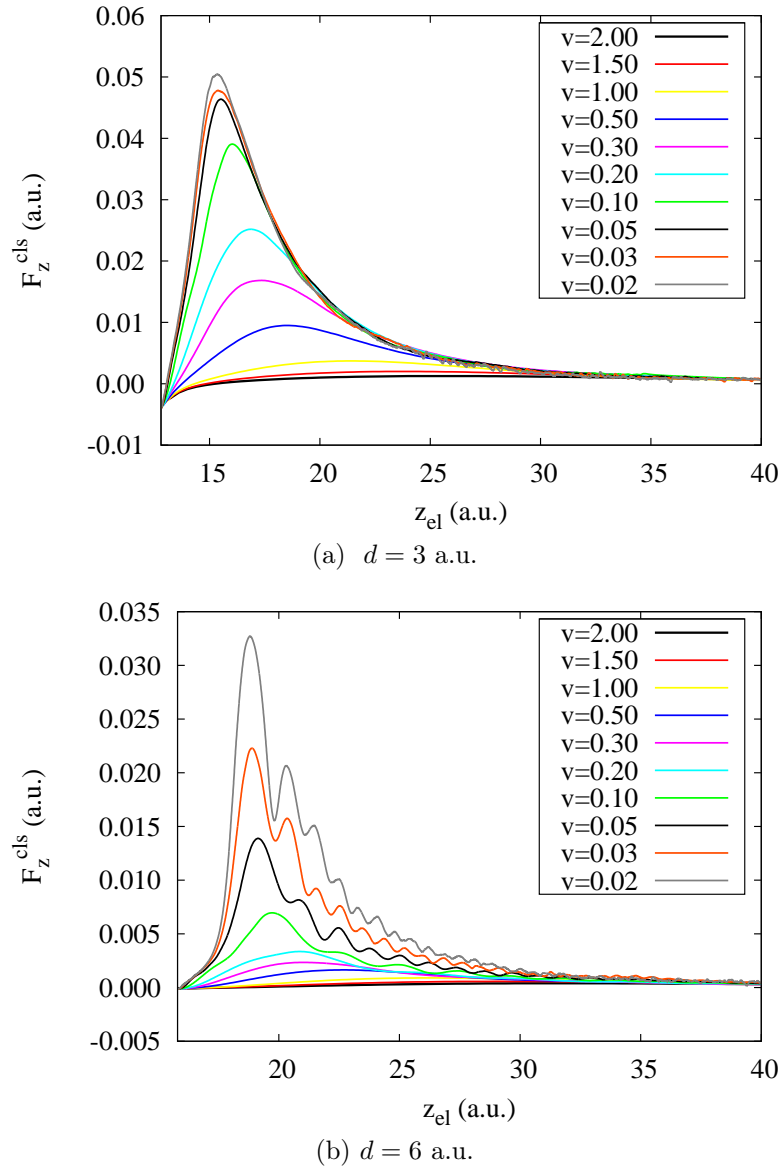 0.06
0.05
0.04
0.03
0.02
0.01
0.00
-0.01
F_z^cls (a.u.)
v=2.00
v=1.50
v=1.00
v=0.50
v=0.30
v=0.20
v=0.10
v=0.05
v=0.03
v=0.02
15 20 25 30 35 40
z_el (a.u.)
(a) d = 3 a.u.
0.035
0.030
0.025
0.020
0.015
0.010
0.005
0.000
-0.005
F_z^cls (a.u.)
v=2.00
v=1.50
v=1.00
v=0.50
v=0.30
v=0.20
v=0.10
v=0.05
v=0.03
v=0.02
20 25 30 35 40
z_el (a.u.)
(b) d = 6 a.u.